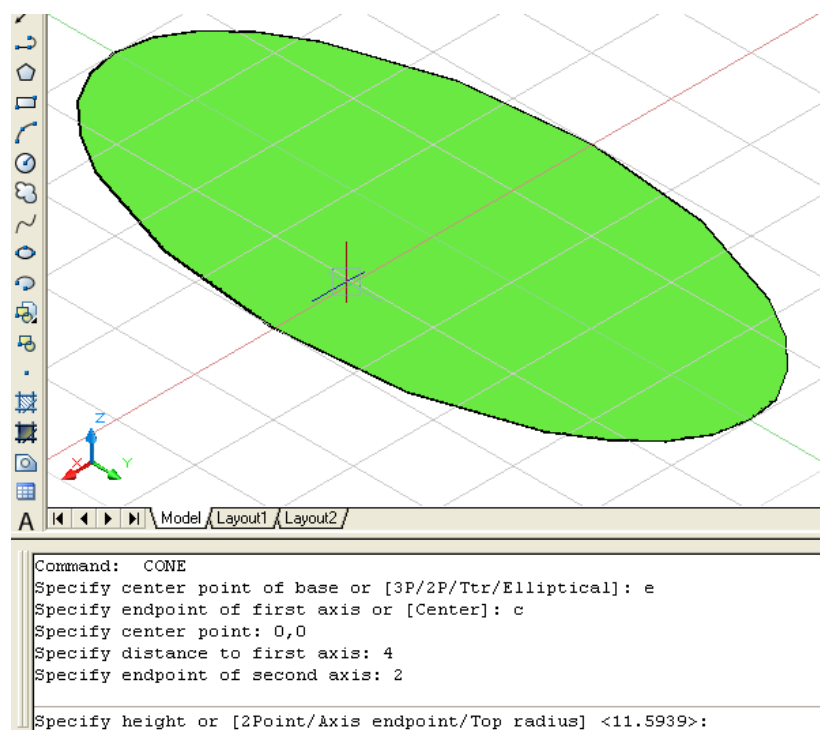 Z
X
Y
A
Model
Layout1
Layout2
Command: CONE
Specify center point of base or [3P/2P/Ttr/Elliptical]: e
Specify endpoint of first axis or [Center]: c
Specify center point: 0,0
Specify distance to first axis: 4
Specify endpoint of second axis: 2
Specify height or [2Point/Axis endpoint/Top radius] <11.5939>: